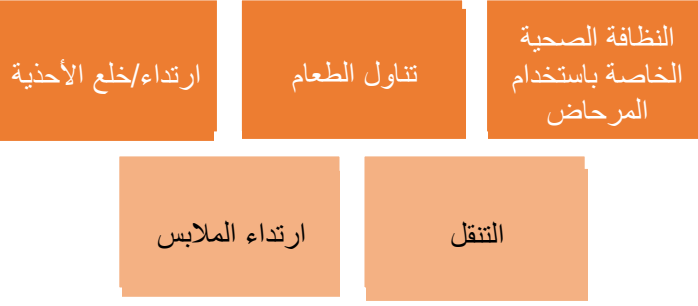 النظافة الصحية
الخاصة باستخدام
المرحاض
تناول الطعام
ارتداء/خلع الأحذية
التنقل
ارتداء الملابس